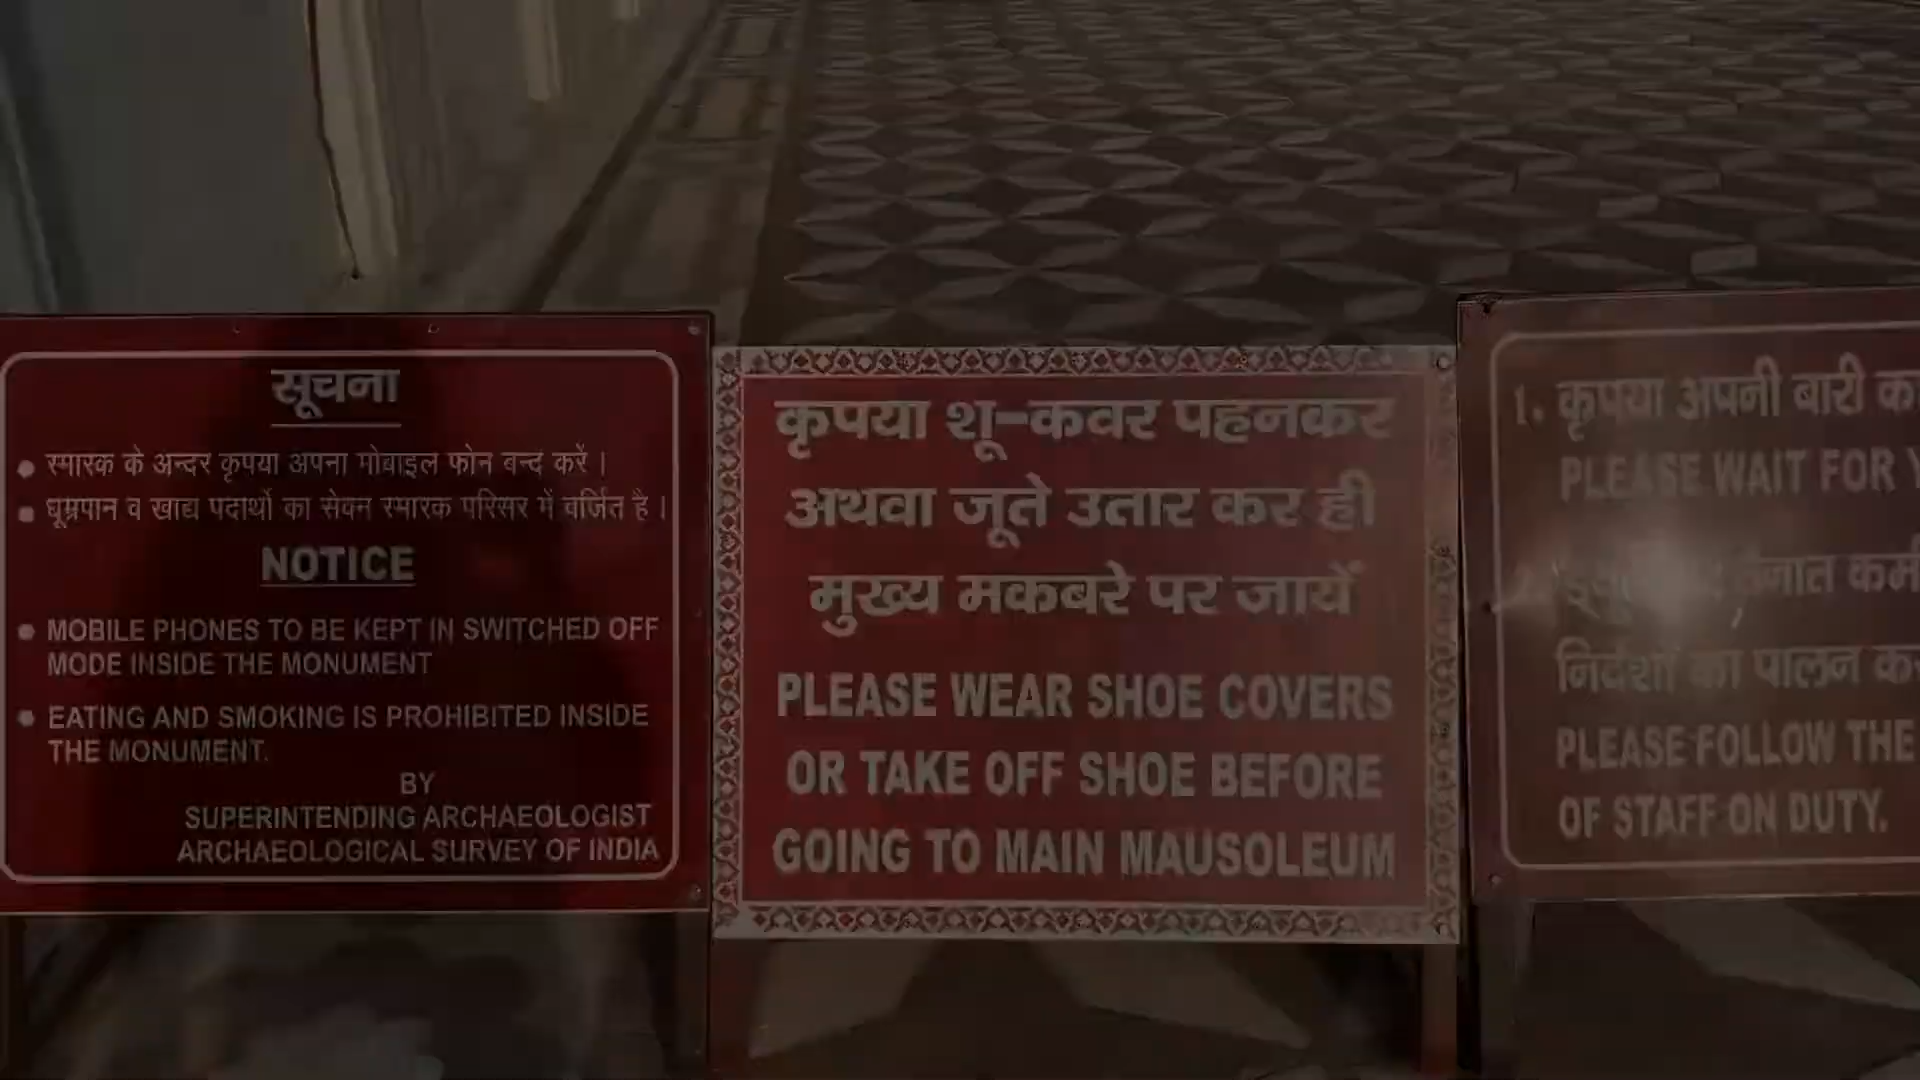 सूचना
● स्मारक के अन्दर कृपया अपना मोबाइल फोन बन्द करें ।
● धूम्रपान व खाद्य पदार्थो का सेवन स्मारक परिसर में वर्जित है ।
NOTICE
● MOBILE PHONES TO BE KEPT IN SWITCHED OFF
MODE INSIDE THE MONUMENT
● EATING AND SMOKING IS PROHIBITED INSIDE
THE MONUMENT.
BY
SUPERINTENDING ARCHAEOLOGIST
ARCHAEOLOGICAL SURVEY OF INDIA
कृपया शू-कवर पहनकर
अथवा जूते उतार कर ही
मुख्य मकबरे पर जायें
PLEASE WEAR SHOE COVERS
OR TAKE OFF SHOE BEFORE
GOING TO MAIN MAUSOLEUM
1. कृपया अपनी बारी
PLEASE WAIT FOR
निर्देशों का पालन
PLEASE FOLLOW THE
OF STAFF ON DUTY.